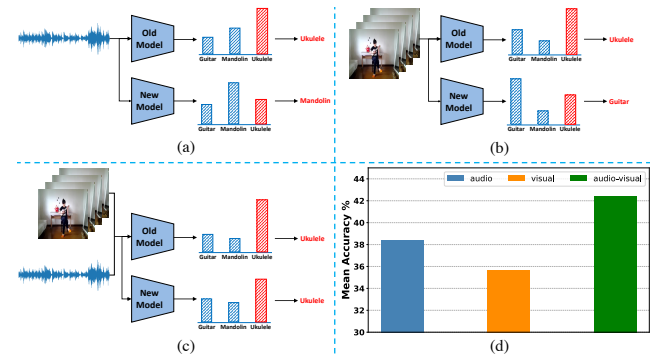 Old
Model
Guitar Mandolin Ukulele
Ukulele
New
Model
Guitar Mandolin Ukulele
Mandolin
(a)
Old
Model
Guitar Mandolin Ukulele
Ukulele
New
Model
Guitar Mandolin Ukulele
Guitar
(b)
Old
Model
Guitar Mandolin Ukulele
Ukulele
New
Model
Guitar Mandolin Ukulele
Ukulele
(c)
Mean Accuracy %
44
42
40
38
36
34
32
30
audio visual audio-visual
(d)